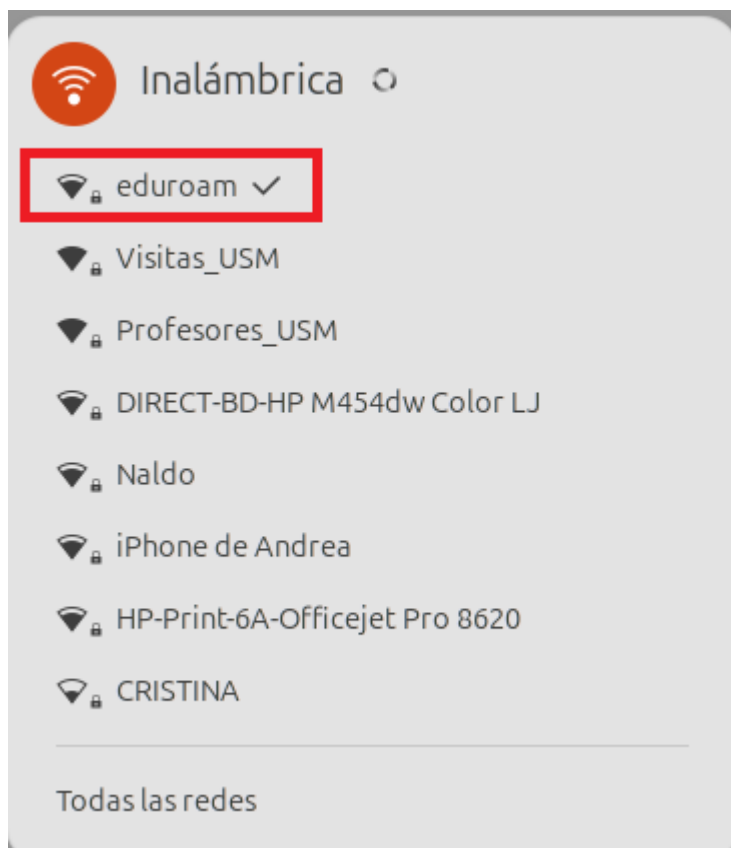 Inalámbrica
eduroam
Visitas_USM
Profesores_USM
DIRECT-BD-HP M454dw Color LJ
Naldo
iPhone de Andrea
HP-Print-6A-Officejet Pro 8620
CRISTINA
Todas las redes